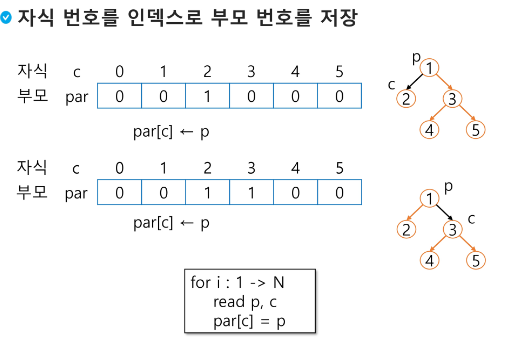 자식 번호를 인덱스로 부모 번호를 저장
자식 c 0 1 2 3 4 5
부모 par 0 0 1 0 0 0
par[c] ← p
p
1
c
2 3
4 5
자식 c 0 1 2 3 4 5
부모 par 0 0 1 1 0 0
par[c] ← p
p
1
c
2 3
4 5
for i : 1 -> N
read p, c
par[c] = p